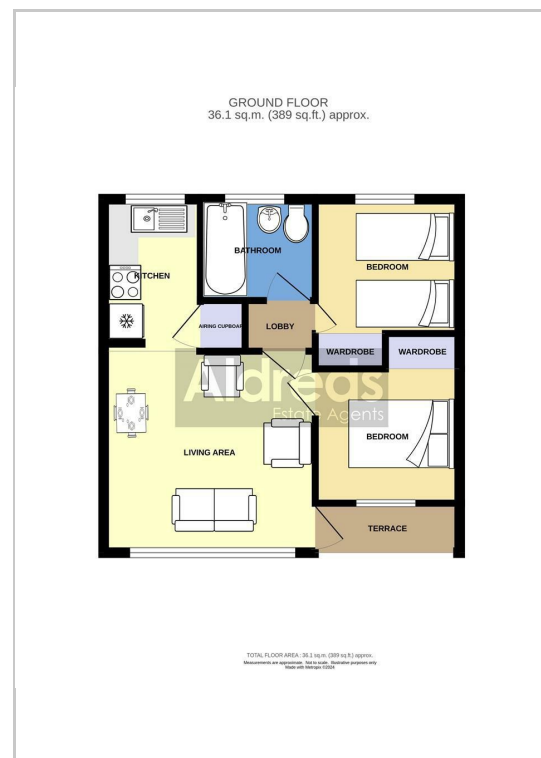 GROUND FLOOR
36.1 sq.m. (389 sq.ft.) approx.
BATHROOM
KITCHEN
BEDROOM
AIRING CUPBOAR
LOBBY
WARDROBE
WARDROBE
Aldreds
Estate Agents
BEDROOM
LIVING AREA
TERRACE
TOTAL FLOOR AREA : 36.1 sq.m. (389 sq.ft.) approx.
Measurements are approximate. Not to scale. Illustrative purposes only
Made with Metropix ©2024